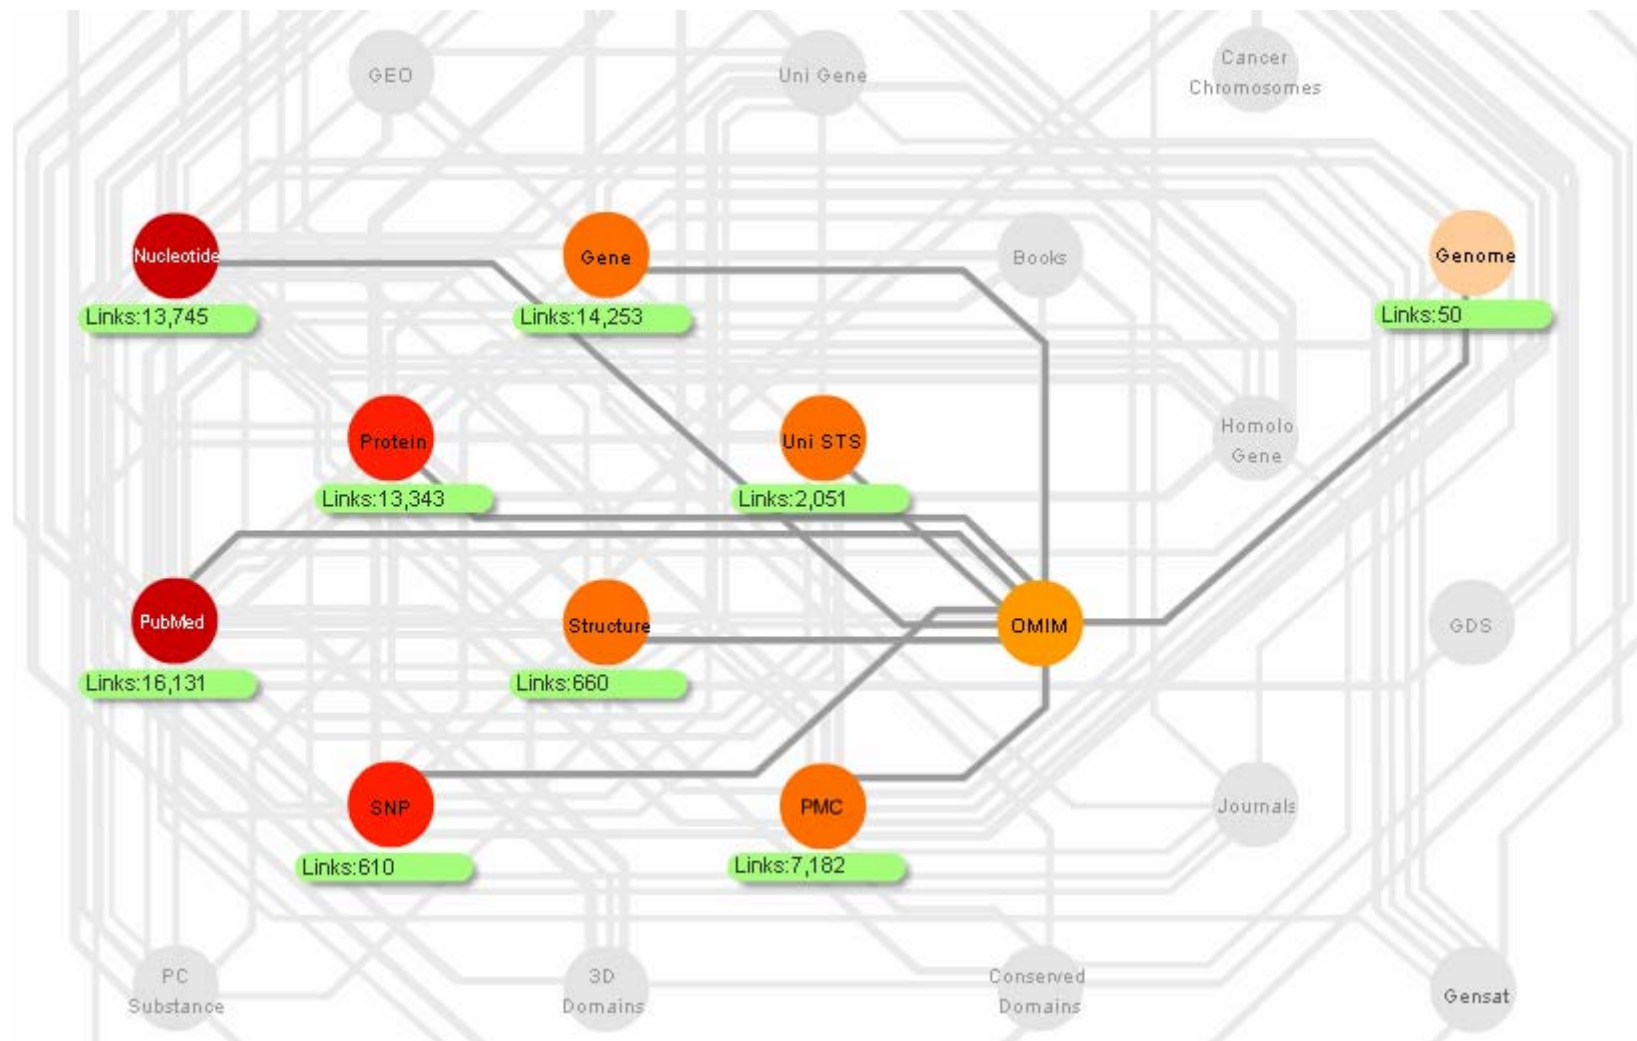 GEO
Uni Gene
Cancer
Chromosomes
Nucleotide
Links:13,745
Gene
Links:14,253
Books
Genome
Links:50
Protein
Links:13,343
Uni STS
Links:2,051
Homolo
Gene
PubMed
Links:16,131
Structure
Links:660
OMIM
GDS
SNP
Links:610
PMC
Links:7,182
Journals
PC
Substance
3D
Domains
Conserved
Domains
Gensat